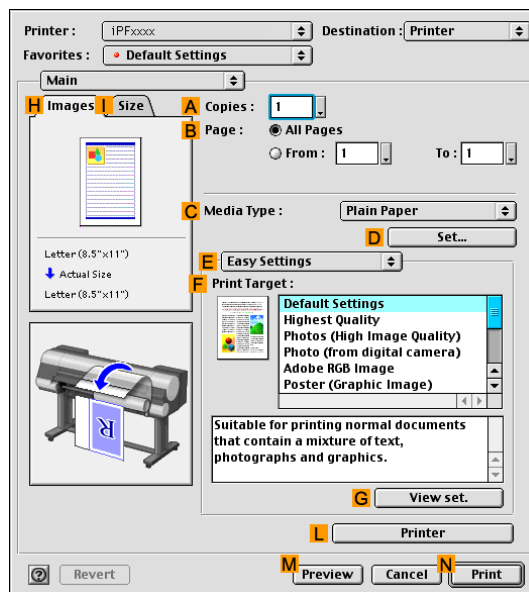 Printer : iPFxxxx Destination : Printer
Favorites : Default Settings
Main
H Images I Size
A Copies : 1
B Page : All Pages
From : 1 To : 1
C Media Type : Plain Paper
D Set...
Letter (8.5"x11")
Actual Size
Letter (8.5"x11")
E Easy Settings
F Print Target :
Default Settings
Highest Quality
Photos (High Image Quality)
Photo (from digital camera)
Adobe RGB Image
Poster (Graphic Image)
R
Suitable for printing normal documents
that contain a mixture of text,
photographs and graphics.
G View set.
L Printer
? Revert M Preview Cancel N Print